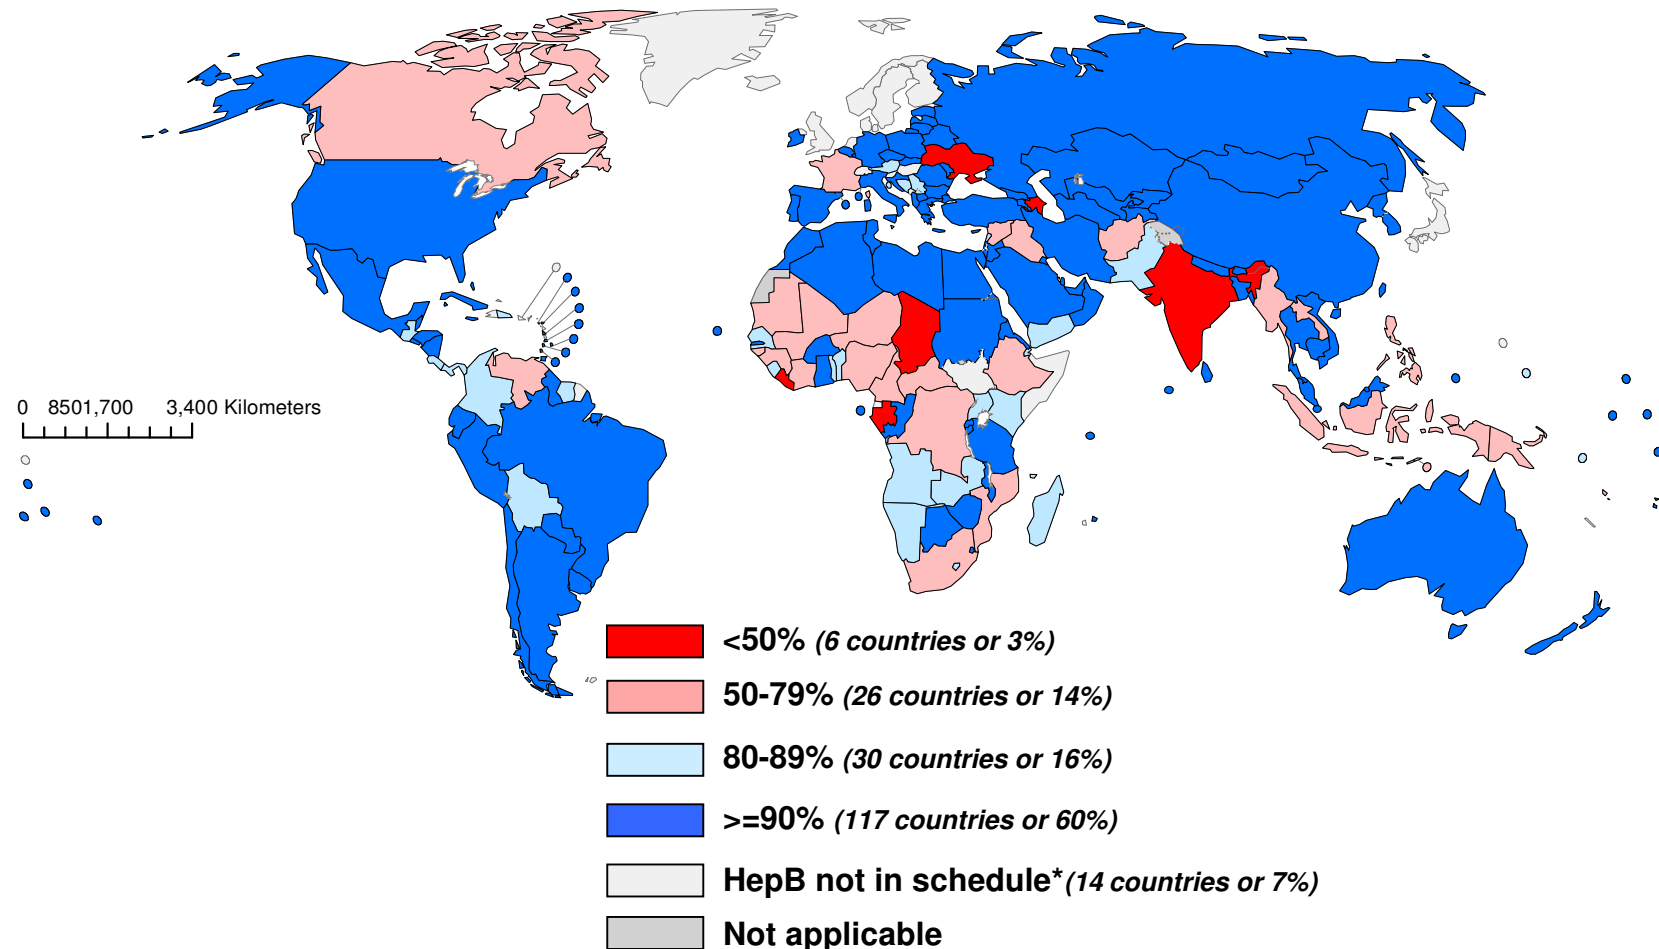 0 8501,700 3,400 Kilometers
<50% (6 countries or 3%)
50-79% (26 countries or 14%)
80-89% (30 countries or 16%)
>=90% (117 countries or 60%)
HepB not in schedule* (14 countries or 7%)
Not applicable